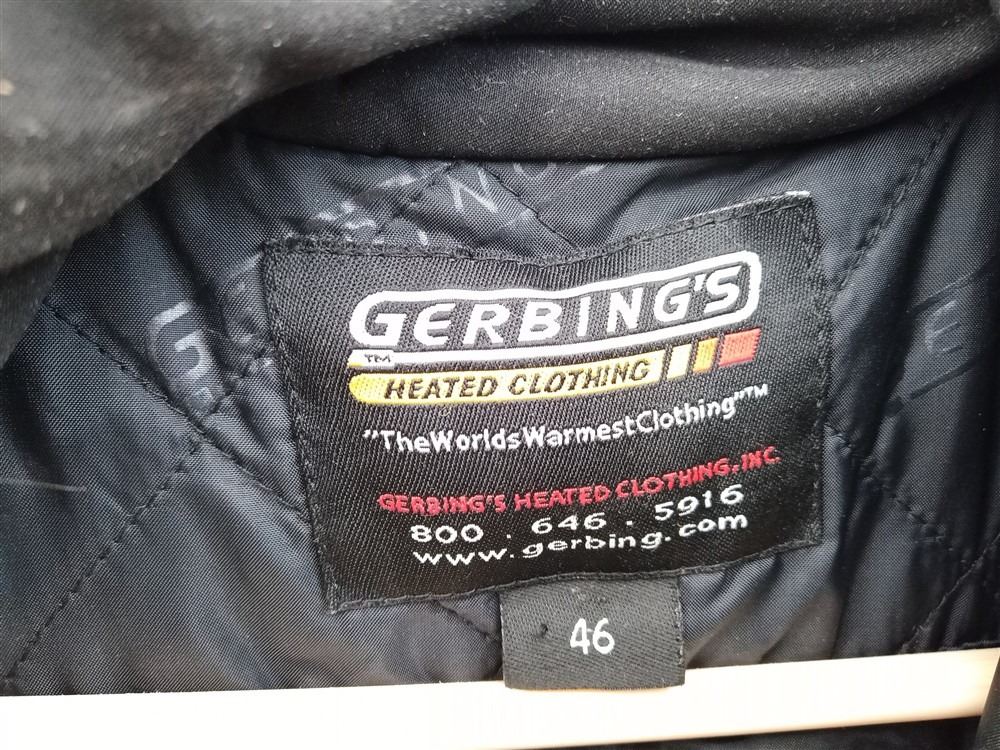 GERBING'S
TM
HEATED CLOTHING
"TheWorldsWarmestClothing"™
GERBING'S HEATED CLOTHING, INC.
800 . 646 . 5916
www.gerbing.com
46